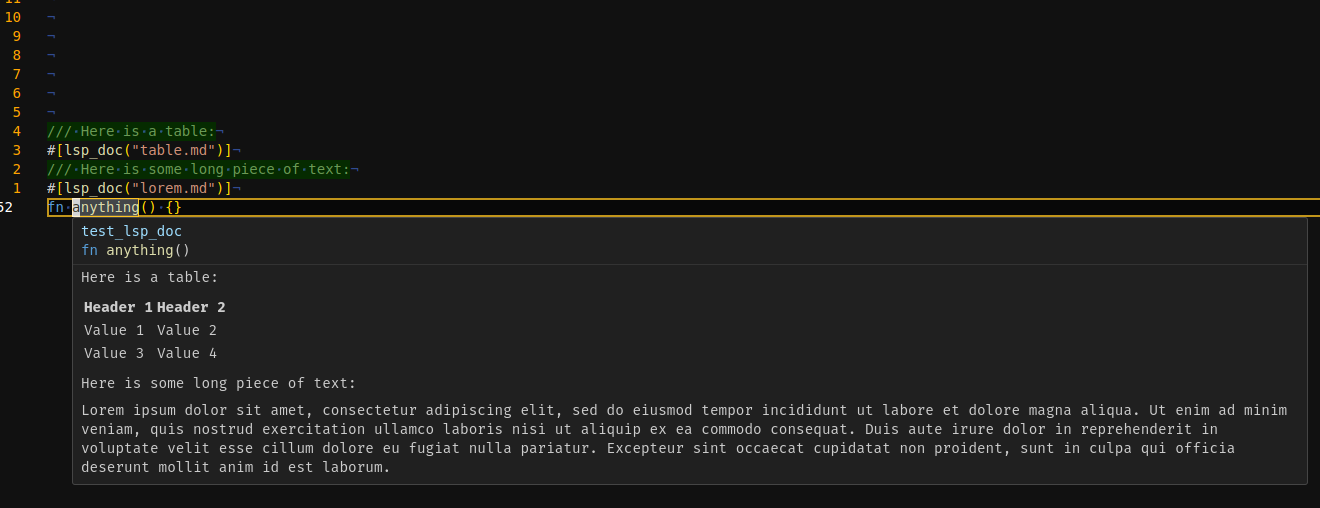 11
10 ¬
9 ¬
8 ¬
7 ¬
6 ¬
5 ¬
4 ///·Here·is·a·table:¬
3 #[lsp_doc("table.md")]¬
2 ///·Here·is·some·long·piece·of·text:¬
1 #[lsp_doc("lorem.md")]¬
52 fn·anything()·{}
test_lsp_doc
fn anything()
Here is a table:
Header 1 Header 2
Value 1 Value 2
Value 3 Value 4
Here is some long piece of text:
Lorem ipsum dolor sit amet, consectetur adipiscing elit, sed do eiusmod tempor incididunt ut labore et dolore magna aliqua. Ut enim ad minim
veniam, quis nostrud exercitation ullamco laboris nisi ut aliquip ex ea commodo consequat. Duis aute irure dolor in reprehenderit in
voluptate velit esse cillum dolore eu fugiat nulla pariatur. Excepteur sint occaecat cupidatat non proident, sunt in culpa qui officia
deserunt mollit anim id est laborum.